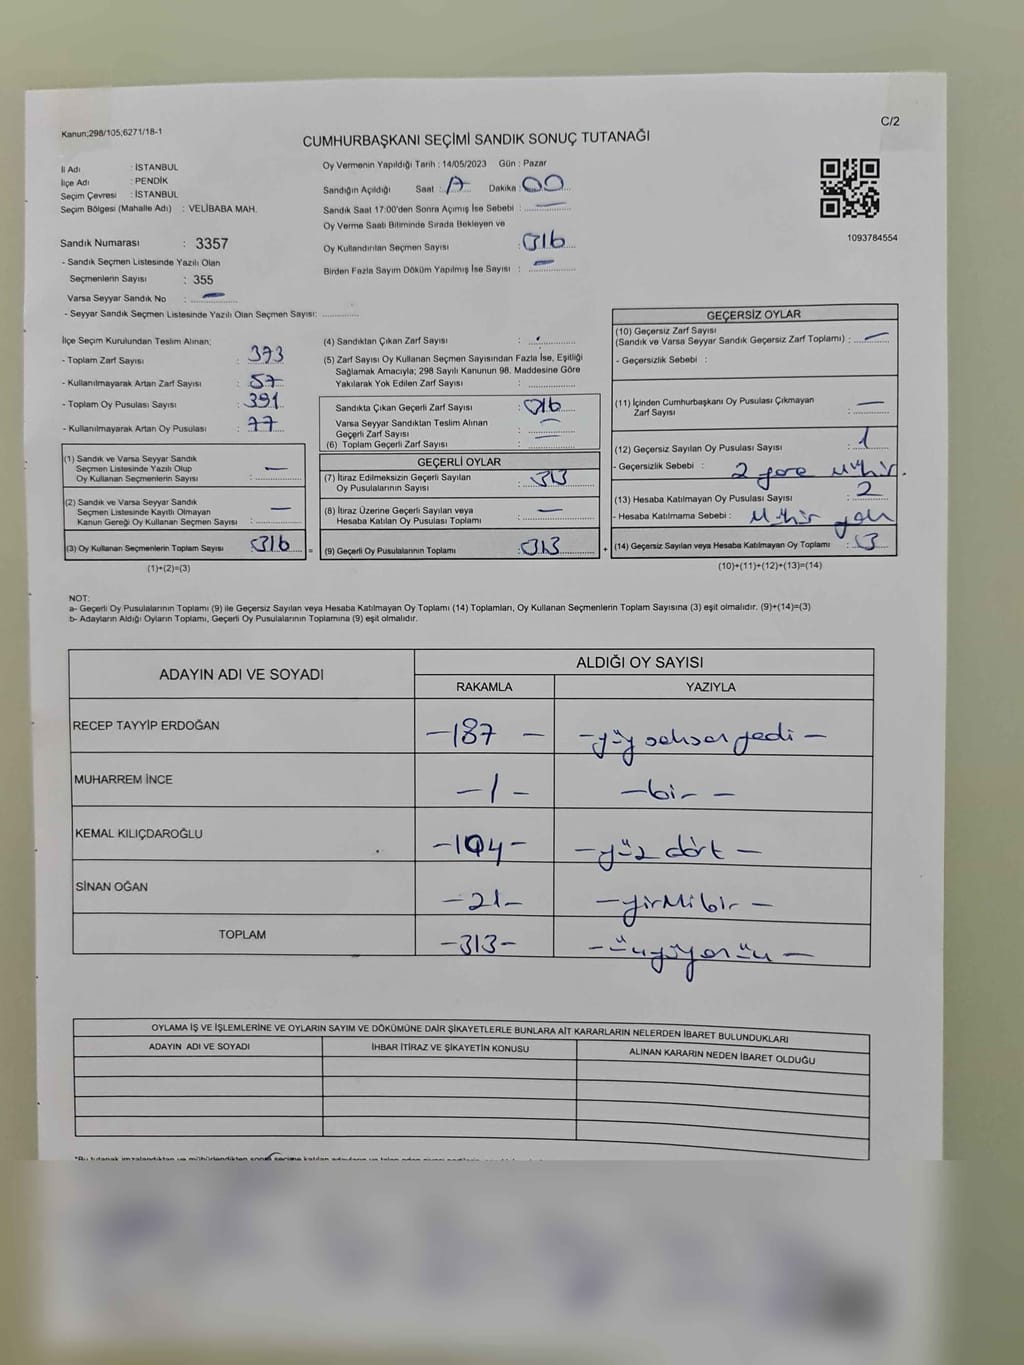 Kanun;298/105,6271/18-1
C/2
CUMHURBAŞKANI SEÇİMİ SANDIK SONUÇ TUTANAĞI
İl Adı : İSTANBUL
İlçe Adı : PENDİK
Seçim Çevresi : İSTANBUL
Seçim Bölgesi (Mahalle Adı) : VELİBABA MAH.
Sandık Numarası : 3357
- Sandık Seçmen Listesinde Yazılı Olan
Seçmenlerin Sayısı : 355
Varsa Seyyar Sandık No : —
- Seyyar Sandık Seçmen Listesinde Yazılı Olan Seçmen Sayısı:
Oy Vermenin Yapıldığı Tarih : 14/05/2023 Gün : Pazar
Sandığın Açıldığı Saat : 17 Dakika : 00
Sandık Saat 17:00'den Sonra Açımış İse Sebebi : —
Oy Verme Saati Bitiminde Sırada Bekleyen ve
Oy Kullandırılan Seçmen Sayısı : 316
Birden Fazla Sayım Döküm Yapılmış İse Sayısı : —
1093784554
İlçe Seçim Kurulundan Teslim Alınan;
- Toplam Zarf Sayısı : 373
- Kullanılmayarak Artan Zarf Sayısı : 57
- Toplam Oy Pusulası Sayısı : 391
- Kullanılmayarak Artan Oy Pusulası : 77
(1) Sandık ve Varsa Seyyar Sandık
Seçmen Listesinde Yazılı Olup
Oy Kullanan Seçmenlerin Sayısı : —
(2) Sandık ve Varsa Seyyar Sandık
Seçmen Listesinde Kayıtlı Olmayan
Kanun Gereği Oy Kullanan Seçmen Sayısı : —
(3) Oy Kullanan Seçmenlerin Toplam Sayısı 316 =
(1)+(2)=(3)
(4) Sandıktan Çıkan Zarf Sayısı :
(5) Zarf Sayısı Oy Kullanan Seçmen Sayısından Fazla İse, Eşitliği
Sağlamak Amacıyla; 298 Sayılı Kanunun 98. Maddesine Göre
Yakılarak Yok Edilen Zarf Sayısı :
Sandıkta Çıkan Geçerli Zarf Sayısı : 316
Varsa Seyyar Sandıktan Teslim Alınan
Geçerli Zarf Sayısı : —
(6) Toplam Geçerli Zarf Sayısı : —
GEÇERLİ OYLAR
(7) İtiraz Edilmeksizin Geçerli Sayılan
Oy Pusulalarının Sayısı : 313
(8) İtiraz Üzerine Geçerli Sayılan veya
Hesaba Katılan Oy Pusulası Toplamı : —
(9) Geçerli Oy Pusulalarının Toplamı : 313 +
GEÇERSİZ OYLAR
(10) Geçersiz Zarf Sayısı
(Sandık ve Varsa Seyyar Sandık Geçersiz Zarf Toplamı) : —
- Geçersizlik Sebebi :
(11) İçinden Cumhurbaşkanı Oy Pusulası Çıkmayan
Zarf Sayısı : —
(12) Geçersiz Sayılan Oy Pusulası Sayısı : 1
- Geçersizlik Sebebi : 2 Mühür.
(13) Hesaba Katılmayan Oy Pusulası Sayısı : 2
- Hesaba Katılmama Sebebi : Mühür yok
(14) Geçersiz Sayılan veya Hesaba Katılmayan Oy Toplamı : 3
(10)+(11)+(12)+(13)=(14)
NOT:
a- Geçerli Oy Pusulalarının Toplamı (9) ile Geçersiz Sayılan veya Hesaba Katılmayan Oy Toplamı (14) Toplamları, Oy Kullanan Seçmenlerin Toplam Sayısına (3) eşit olmalıdır. (9)+(14)=(3)
b- Adayların Aldığı Oyların Toplamı, Geçerli Oy Pusulalarının Toplamına (9) eşit olmalıdır.
ADAYIN ADI VE SOYADI
ALDIĞI OY SAYISI
RAKAMLA YAZIYLA
RECEP TAYYİP ERDOĞAN -187- -yüz seksen yedi-
MUHARREM İNCE -1- -bir-
KEMAL KILIÇDAROĞLU -104- -yüz dört-
SİNAN OĞAN -21- -yirmibir-
TOPLAM -313- -üçyüzonüç-
OYLAMA İŞ VE İŞLEMLERİNE VE OYLARIN SAYIM VE DÖKÜMÜNE DAİR ŞİKAYETLERLE BUNLARA AİT KARARLARIN NELERDEN İBARET BULUNDUKLARI
ADAYIN ADI VE SOYADI İHBAR İTİRAZ VE ŞİKAYETİN KONUSU ALINAN KARARIN NEDEN İBARET OLDUĞU